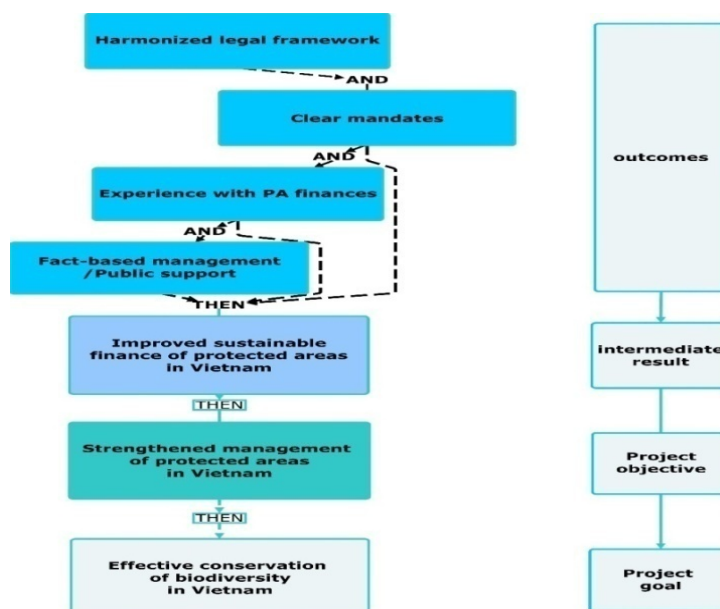 Harmonized legal framework
AND
Clear mandates
AND
Experience with PA finances
AND
Fact-based management
/Public support
THEN
Improved sustainable
finance of protected areas
in Vietnam
THEN
Strengthened management
of protected areas
in Vietnam
THEN
Effective conservation
of biodiversity
in Vietnam
outcomes
intermediate
result
Project
objective
Project
goal